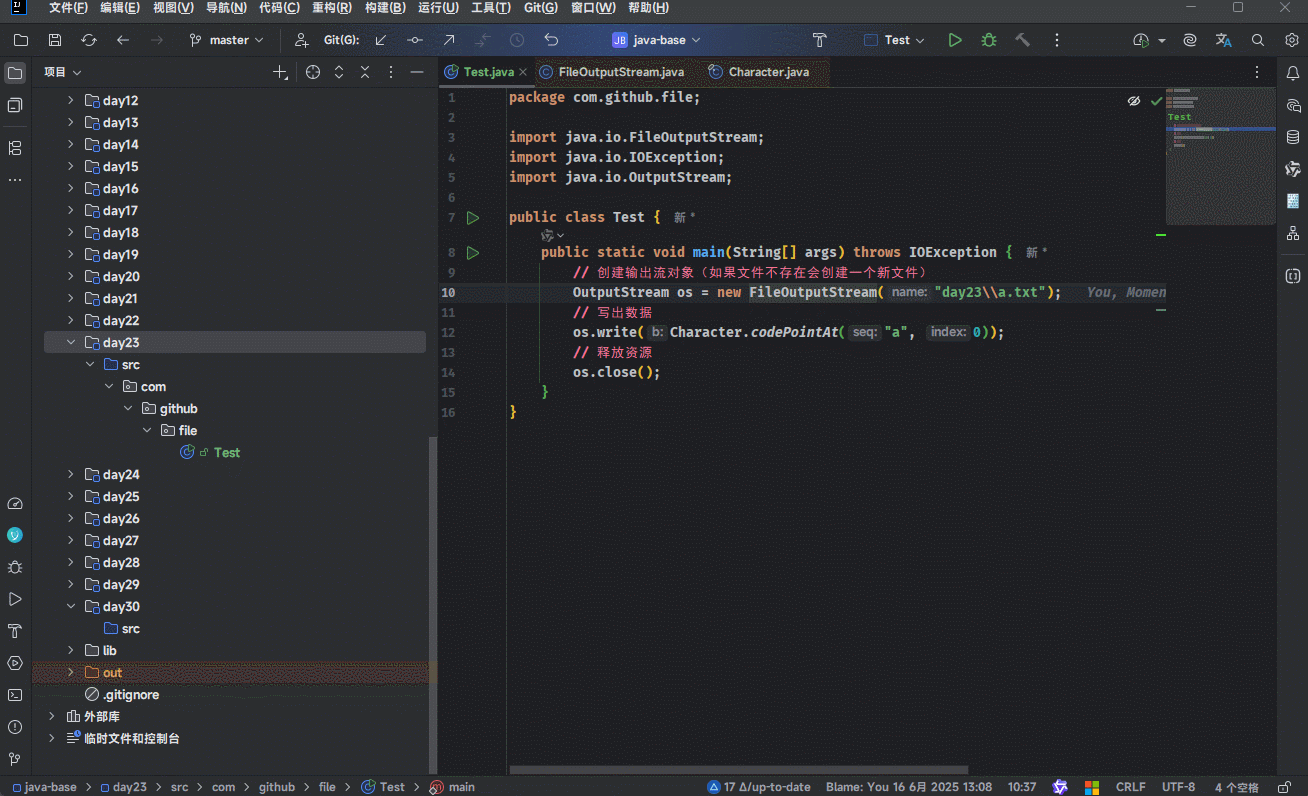 文件(F) 编辑(E) 视图(V) 导航(N) 代码(C) 重构(R) 构建(B) 运行(U) 工具(T) Git(G) 窗口(W) 帮助(H)
master Git(G): JB java-base Test
项目
Test.java FileOutputStream.java Character.java
day12
day13
day14
day15
day16
day17
day18
day19
day20
day21
day22
day23
src
com
github
file
Test
day24
day25
day26
day27
day28
day29
day30
src
lib
out
.gitignore
外部库
临时文件和控制台
1 package com.github.file;
2
3 import java.io.FileOutputStream;
4 import java.io.IOException;
5 import java.io.OutputStream;
6
7 public class Test { 新 *
8 public static void main(String[] args) throws IOException { 新 *
9 // 创建输出流对象（如果文件不存在会创建一个新文件）
10 OutputStream os = new FileOutputStream( name: "day23\\a.txt"); You, Momen
11 // 写出数据
12 os.write( b: Character.codePointAt( seq: "a", index: 0));
13 // 释放资源
14 os.close();
15 }
16 }
Test
java-base > day23 > src > com > github > file > Test > main 17 Δ/up-to-date Blame: You 16 6月 2025 13:08 10:37 CRLF UTF-8 4 个空格